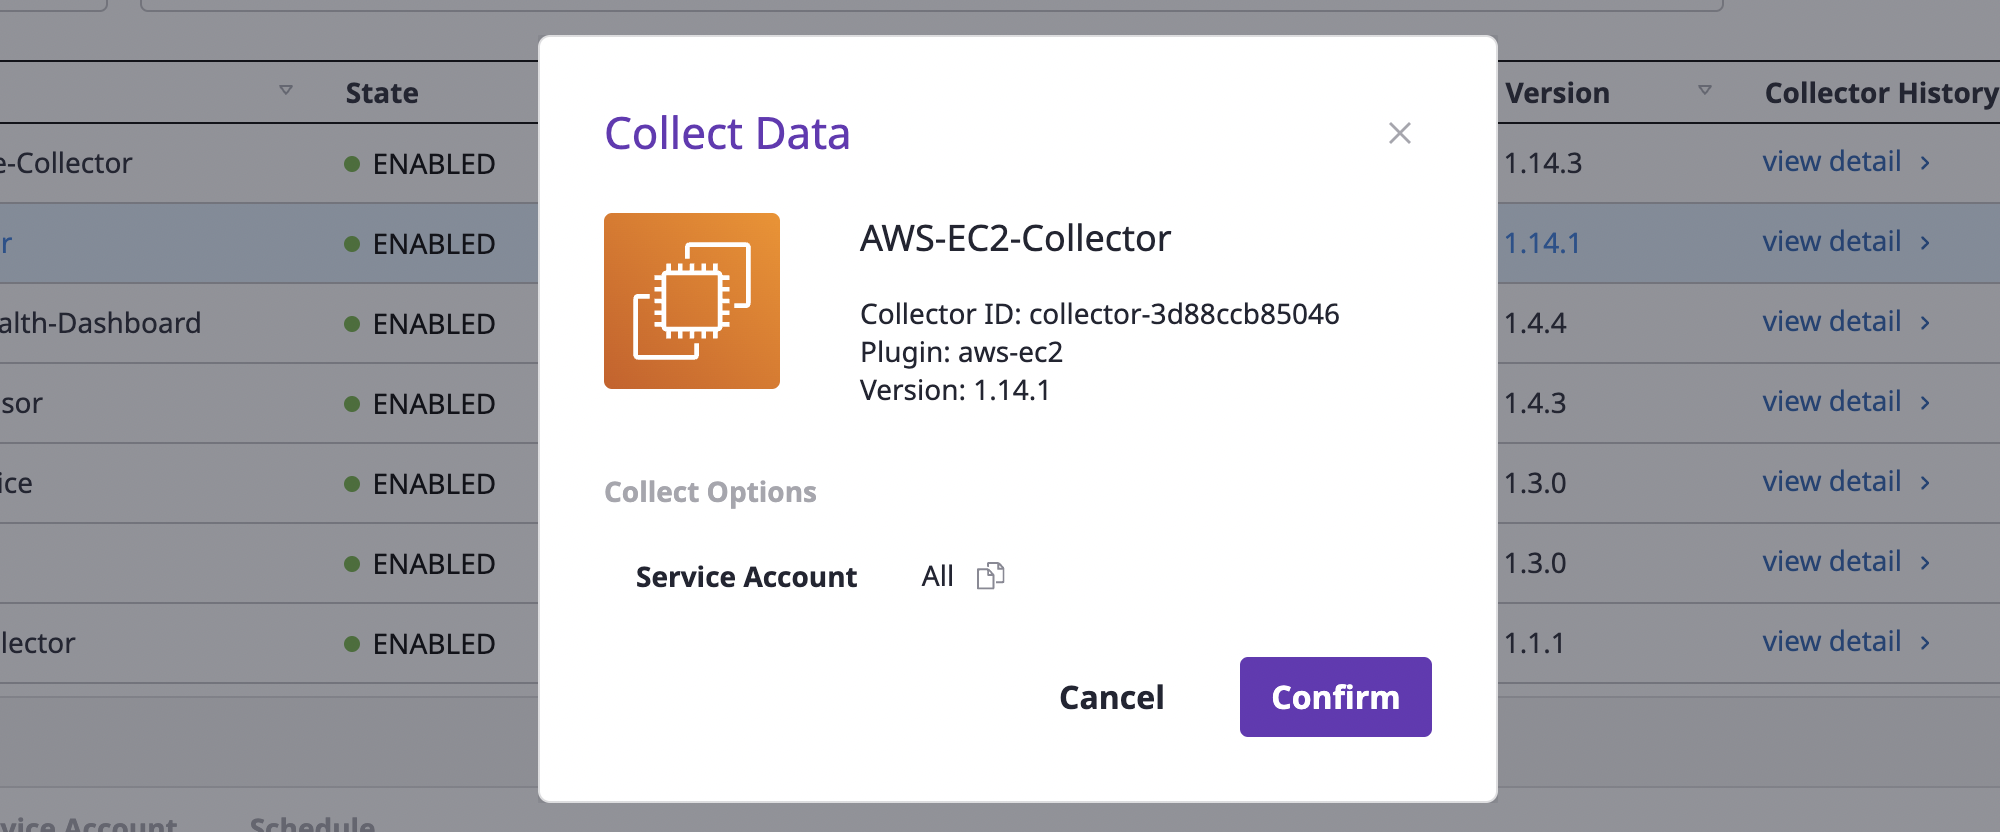 State Version Collector History
e-Collector ENABLED 1.14.3 view detail
r ENABLED 1.14.1 view detail
alth-Dashboard ENABLED 1.4.4 view detail
sor ENABLED 1.4.3 view detail
ice ENABLED 1.3.0 view detail
ENABLED 1.3.0 view detail
lector ENABLED 1.1.1 view detail
vice Account Schedule
Collect Data
AWS-EC2-Collector
Collector ID: collector-3d88ccb85046
Plugin: aws-ec2
Version: 1.14.1
Collect Options
Service Account All
Cancel Confirm